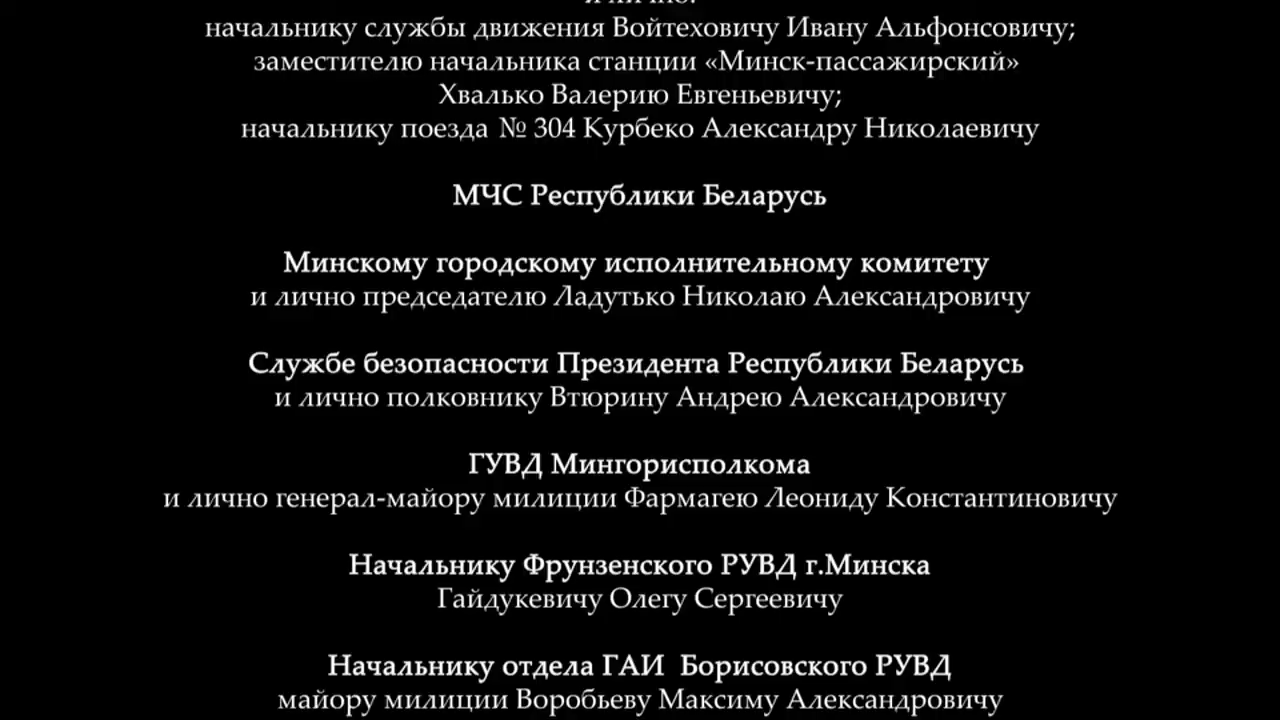 и лично:
начальнику службы движения Войтеховичу Ивану Альфонсовичу;
заместителю начальника станции «Минск-пассажирский»
Хвалько Валерию Евгеньевичу;
начальнику поезда № 304 Курбеко Александру Николаевичу
МЧС Республики Беларусь
Минскому городскому исполнительному комитету
и лично председателю Ладутько Николаю Александровичу
Службе безопасности Президента Республики Беларусь
и лично полковнику Втюрину Андрею Александровичу
ГУВД Мингорисполкома
и лично генерал-майору милиции Фармагею Леониду Константиновичу
Начальнику Фрунзенского РУВД г.Минска
Гайдукевичу Олегу Сергеевичу
Начальнику отдела ГАИ Борисовского РУВД
майору милиции Воробьеву Максиму Александровичу